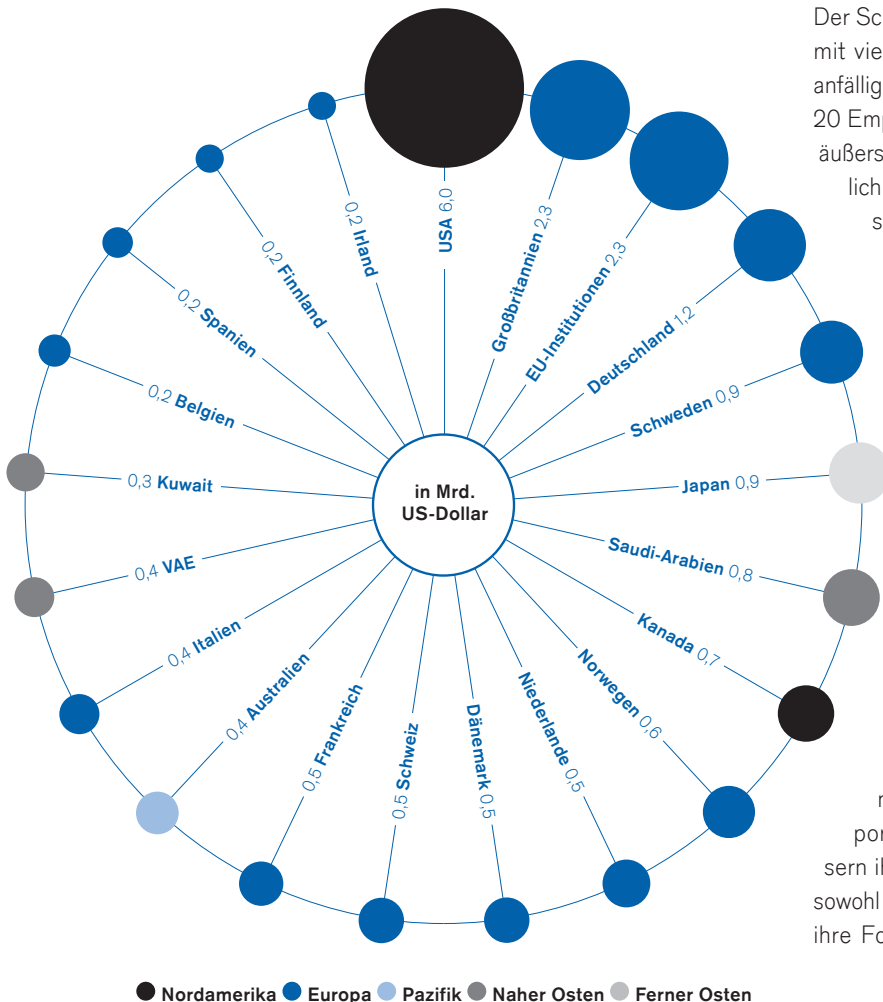 Der Sc
mit vie
anfällig
20 Emp
äußers
lich
s
USA 6,0
Großbritannien 2,3
EU-Institutionen 2,3
Deutschland 1,2
Schweden 0,9
Japan 0,9
Saudi-Arabien 0,8
Kanada 0,7
Norwegen 0,6
Niederlande 0,5
Dänemark 0,5
0,5 Schweiz
0,5 Frankreich
0,4 Australien
0,4 Italien
0,4 VAE
0,3 Kuwait
0,2 Belgien
0,2 Spanien
0,2 Finnland
0,2 Irland
in Mrd.
US-Dollar
por
sern ih
sowohl
ihre Fo
Nordamerika Europa Pazifik Naher Osten Ferner Osten